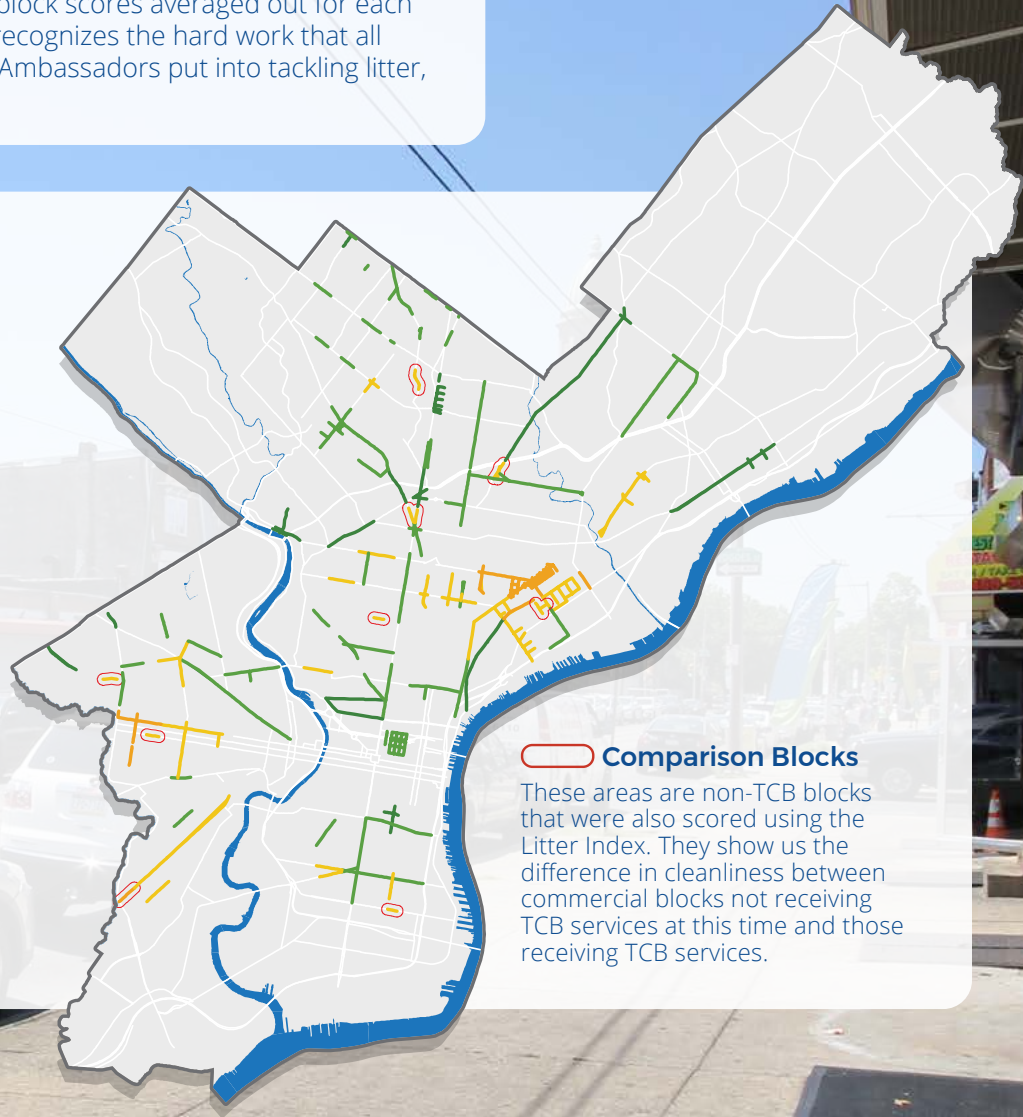 block scores averaged out for each
recognizes the hard work that all
Ambassadors put into tackling litter,
Comparison Blocks
These areas are non-TCB blocks
that were also scored using the
Litter Index. They show us the
difference in cleanliness between
commercial blocks not receiving
TCB services at this time and those
receiving TCB services.